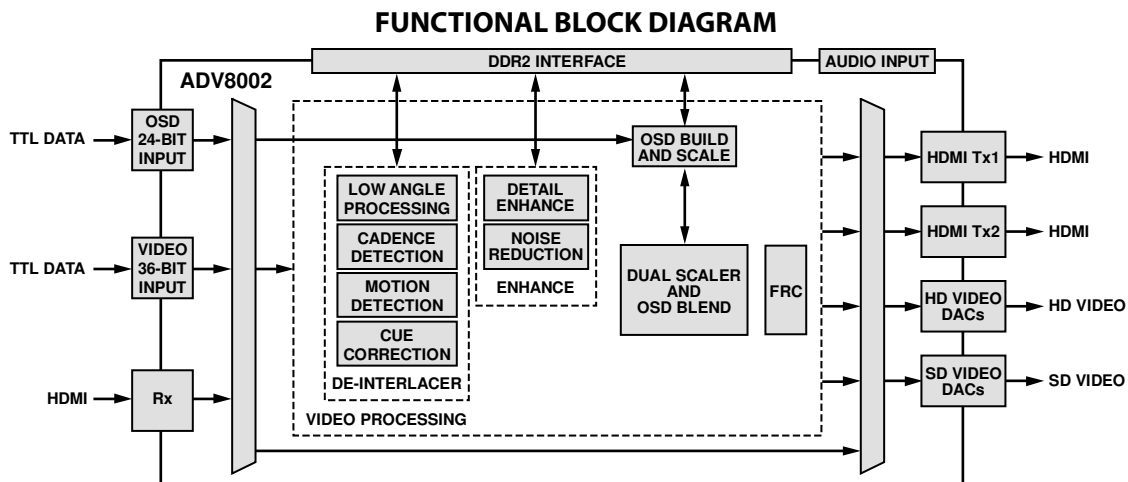 FUNCTIONAL BLOCK DIAGRAM
DDR2 INTERFACE
AUDIO INPUT
ADV8002
TTL DATA
OSD
24-BIT
INPUT
OSD BUILD
AND SCALE
HDMI Tx1
HDMI
LOW ANGLE
PROCESSING
DETAIL
ENHANCE
CADENCE
DETECTION
NOISE
REDUCTION
HDMI Tx2
HDMI
TTL DATA
VIDEO
36-BIT
INPUT
MOTION
DETECTION
ENHANCE
DUAL SCALER
AND
OSD BLEND
FRC
HD VIDEO
DACs
HD VIDEO
CUE
CORRECTION
DE-INTERLACER
SD VIDEO
DACs
SD VIDEO
HDMI
Rx
VIDEO PROCESSING